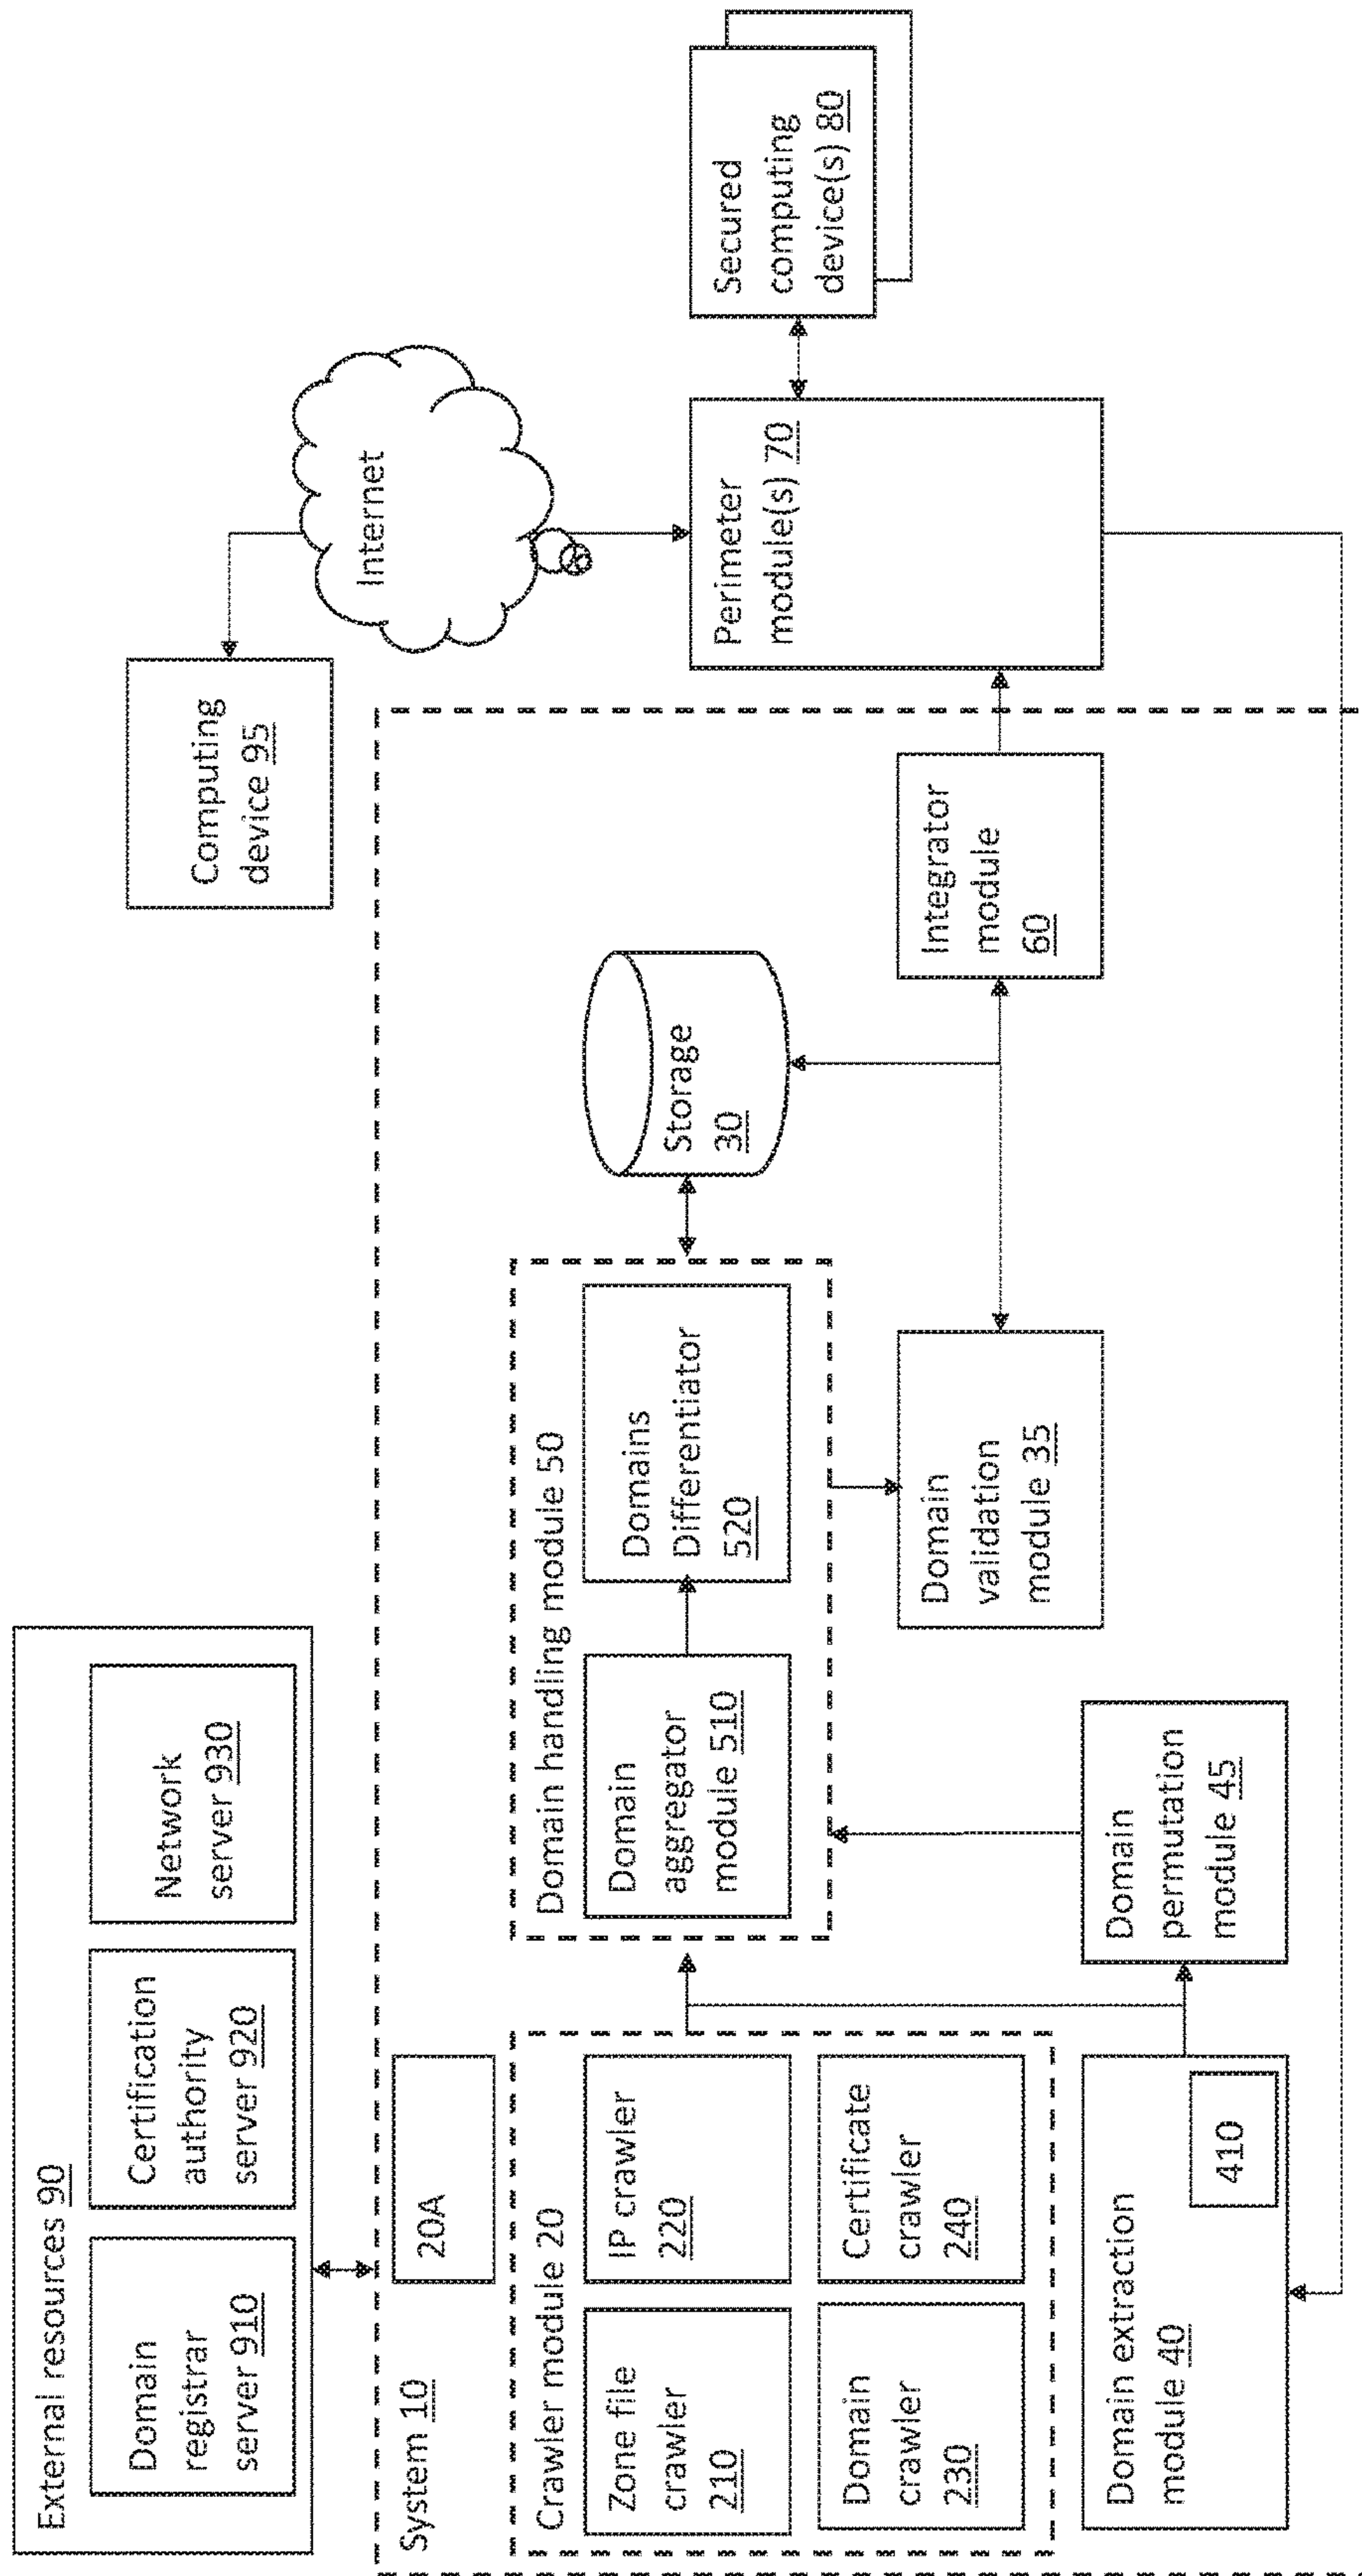 External resources 90
Domain
registrar
server 910
Certification
authority
server 920
Network
server 930
Computing
device 95
Internet
System 10
20A
Crawler module 20
Zone file
crawler
210
IP crawler
220
Domain
crawler
230
Certificate
crawler
240
Domain handling module 50
Domain
aggregator
module 510
Domains
Differentiator
520
Storage
30
Domain
validation
module 35
Integrator
module
60
Perimeter
module(s) 70
Secured
computing
device(s) 80
Domain extraction
module 40
410
Domain
permutation
module 45